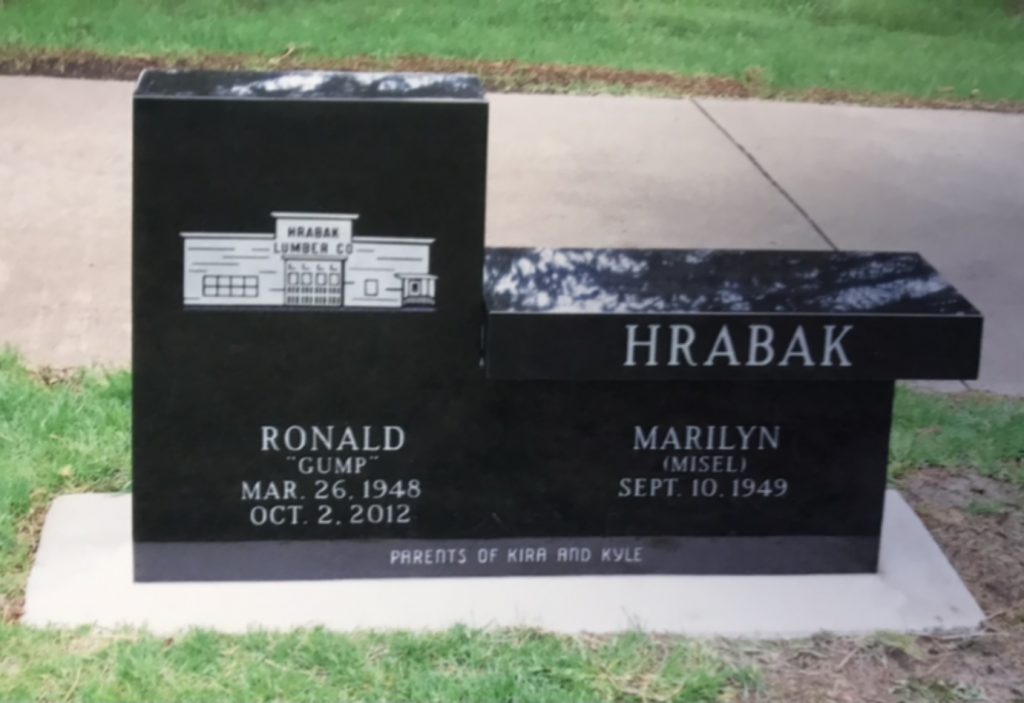 HRABAK
LUMBER CO
HRABAK
RONALD
"GUMP"
MAR. 26, 1948
OCT. 2, 2012
MARILYN
(MISEL)
SEPT. 10, 1949
PARENTS OF KIRA AND KYLE